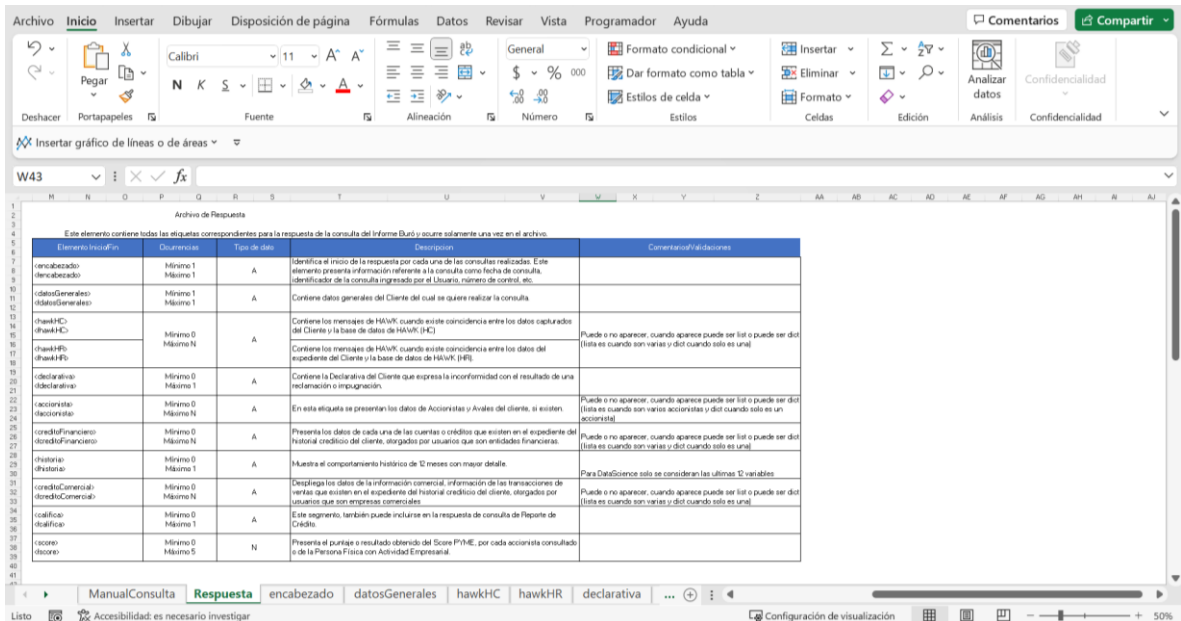 Archivo Inicio Insertar Dibujar Disposición de página Fórmulas Datos Revisar Vista Programador Ayuda Comentarios Compartir
Pegar
Calibri 11
General
N K S
$ % 000
Formato condicional
Dar formato como tabla
Estilos de celda
Insertar
Eliminar
Formato
Analizar datos
Confidencialidad
Deshacer Portapapeles Fuente Alineación Número Estilos Celdas Edición Análisis Confidencialidad
Insertar gráfico de líneas o de áreas
W43 fx
M N O P Q R S T U V W X Y Z AA AB AC AD AE AF AG AH AI AJ
Archivo de Respuesta
Este elemento contiene todas las etiquetas correspondientes para la respuesta de la consulta del Informe Buró y ocurre solamente una vez en el archivo.
Elemento Inicio/Fin Ocurrencias Tipo de dato Descripcion Comentarios/Validaciones
<encabezado>
</encabezado>
Mínimo 1
Máximo 1
A
Identifica el inicio de la respuesta por cada una de las consultas realizadas. Este
elemento presenta información referente a la consulta como fecha de consulta,
identificador de la consulta ingresado por el Usuario, número de control, etc.
<datosGenerales>
</datosGenerales>
Mínimo 1
Máximo 1
A
Contiene datos generales del Cliente del cual se quiere realizar la consulta.
<hawkHC>
</hawkHC>
<hawkHR>
</hawkHR>
Mínimo 0
Máximo N
A
Contiene los mensajes de HAWK cuando existe coincidencia entre los datos capturados
del Cliente y la base de datos de HAWK (HC)
Contiene los mensajes de HAWK cuando existe coincidencia entre los datos del
expediente del Cliente y la base de datos de HAWK (HR).
Puede o no aparecer, cuando aparece puede ser list o puede ser dict
(lista es cuando son varias y dict cuando solo es una)
<declarativa>
</declarativa>
Mínimo 0
Máximo 1
A
Contiene la Declarativa del Cliente que expresa la inconformidad con el resultado de una
reclamación o impugnación.
<accionista>
</accionista>
Mínimo 0
Máximo N
A
En esta etiqueta se presentan los datos de Accionistas y Avales del cliente, si existen.
Puede o no aparecer, cuando aparece puede ser list o puede ser dict
(lista es cuando son varios accionistas y dict cuando solo es un
accionista)
<creditoFinanciero>
</creditoFinanciero>
Mínimo 0
Máximo N
A
Presenta los datos de cada una de las cuentas o créditos que existen en el expediente del
historial crediticio del cliente, otorgados por usuarios que son entidades financieras.
Puede o no aparecer, cuando aparece puede ser list o puede ser dict
(lista es cuando son varias y dict cuando solo es una)
<historia>
</historia>
Mínimo 0
Máximo 1
A
Muestra el comportamiento histórico de 12 meses con mayor detalle.
Para DataScience solo se consideran las ultimas 12 variables
<creditoComercial>
</creditoComercial>
Mínimo 0
Máximo N
A
Despliega los datos de la información comercial, información de las transacciones de
ventas que existen en el expediente del historial crediticio del cliente, otorgados por
usuarios que son empresas comerciales
Puede o no aparecer, cuando aparece puede ser list o puede ser dict
(lista es cuando son varias y dict cuando solo es una)
<califica>
</califica>
Mínimo 0
Máximo 1
A
Este segmento, también puede incluirse en la respuesta de consulta de Reporte de
Crédito.
<score>
</score>
Mínimo 0
Máximo 5
N
Presenta el puntaje o resultado obtenido del Score PYME, por cada accionista consultado
o de la Persona Física con Actividad Empresarial.
ManualConsulta Respuesta encabezado datosGenerales hawkHC hawkHR declarativa ...
Listo Accesibilidad: es necesario investigar Configuración de visualización 50%